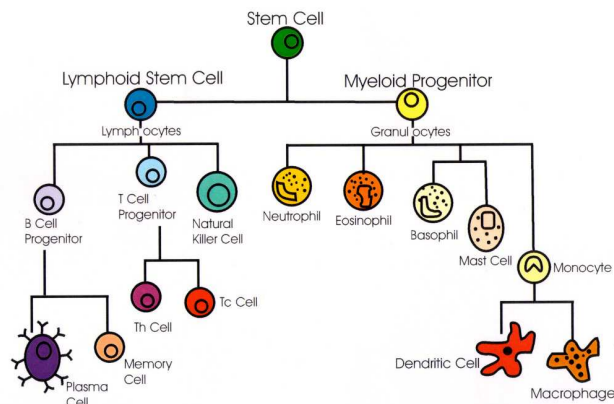 Stem Cell
Lymphoid Stem Cell
Myeloid Progenitor
Lymphocytes
Granulocytes
B Cell
Progenitor
T Cell
Progenitor
Natural
Killer Cell
Neutrophil
Eosinophil
Basophil
Mast Cell
Monocyte
Th Cell
Tc Cell
Plasma
Cell
Memory
Cell
Dendritic Cell
Macrophage